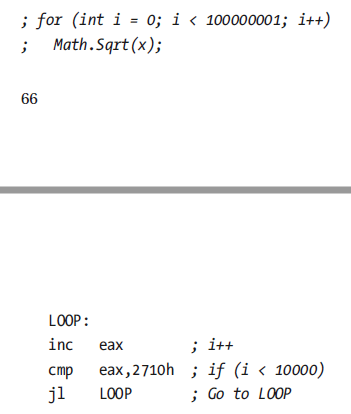 ; for (int i = 0; i < 100000001; i++)
;   Math.Sqrt(x);
66
LOOP:
inc   eax         ; i++
cmp   eax,2710h   ; if (i < 10000)
jl    LOOP        ; Go to LOOP